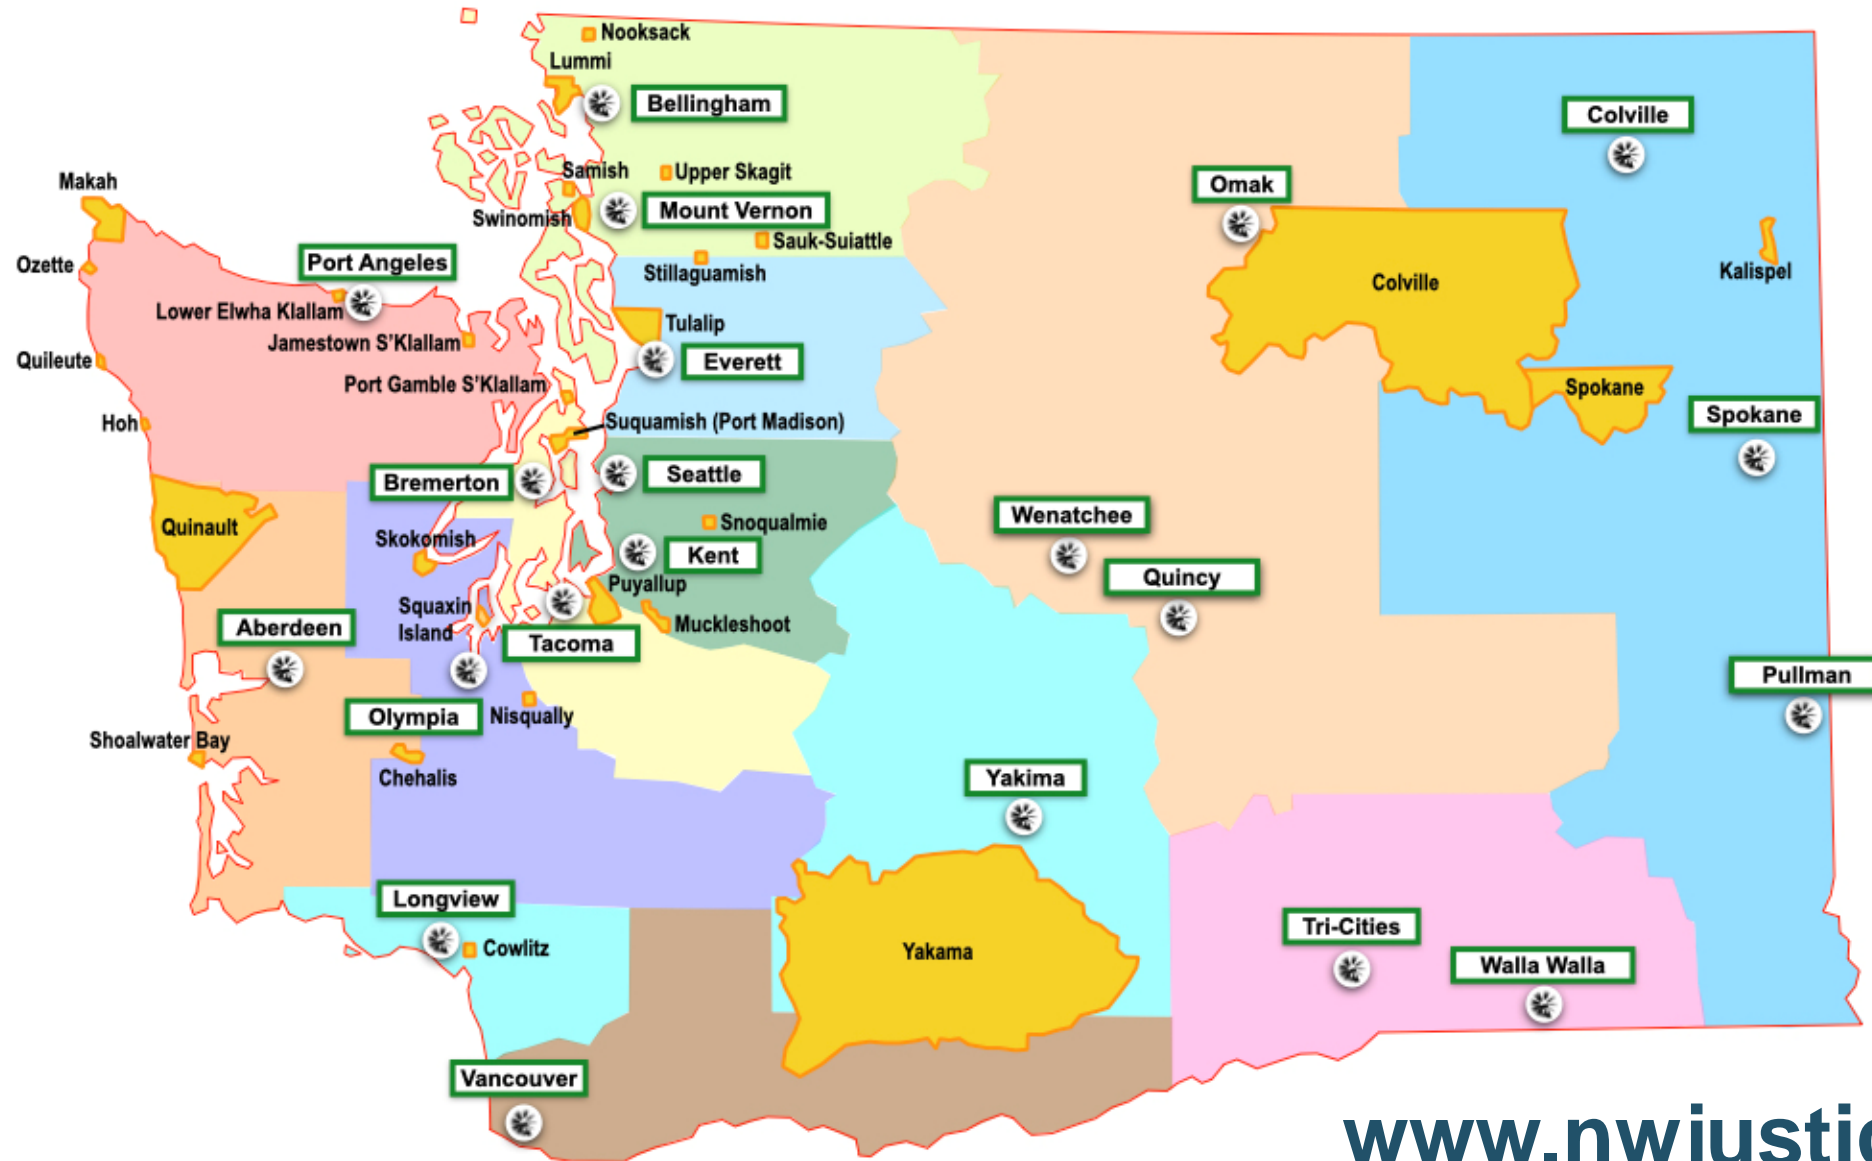 Nooksack
Lummi
Bellingham
Colville
Samish
Upper Skagit
Makah
Omak
Swinomish
Mount Vernon
Sauk-Suiattle
Port Angeles
Ozette
Stillaguamish
Kalispel
Colville
Lower Elwha Klallam
Tulalip
Jamestown S'Klallam
Quileute
Everett
Port Gamble S'Klallam
Spokane
Hoh
Suquamish (Port Madison)
Spokane
Bremerton
Seattle
Quinault
Snoqualmie
Wenatchee
Skokomish
Kent
Quincy
Puyallup
Squaxin
Island
Muckleshoot
Aberdeen
Tacoma
Pullman
Olympia
Nisqually
Shoalwater Bay
Chehalis
Yakima
Longview
Cowlitz
Yakama
Tri-Cities
Walla Walla
Vancouver
www.nwjustic